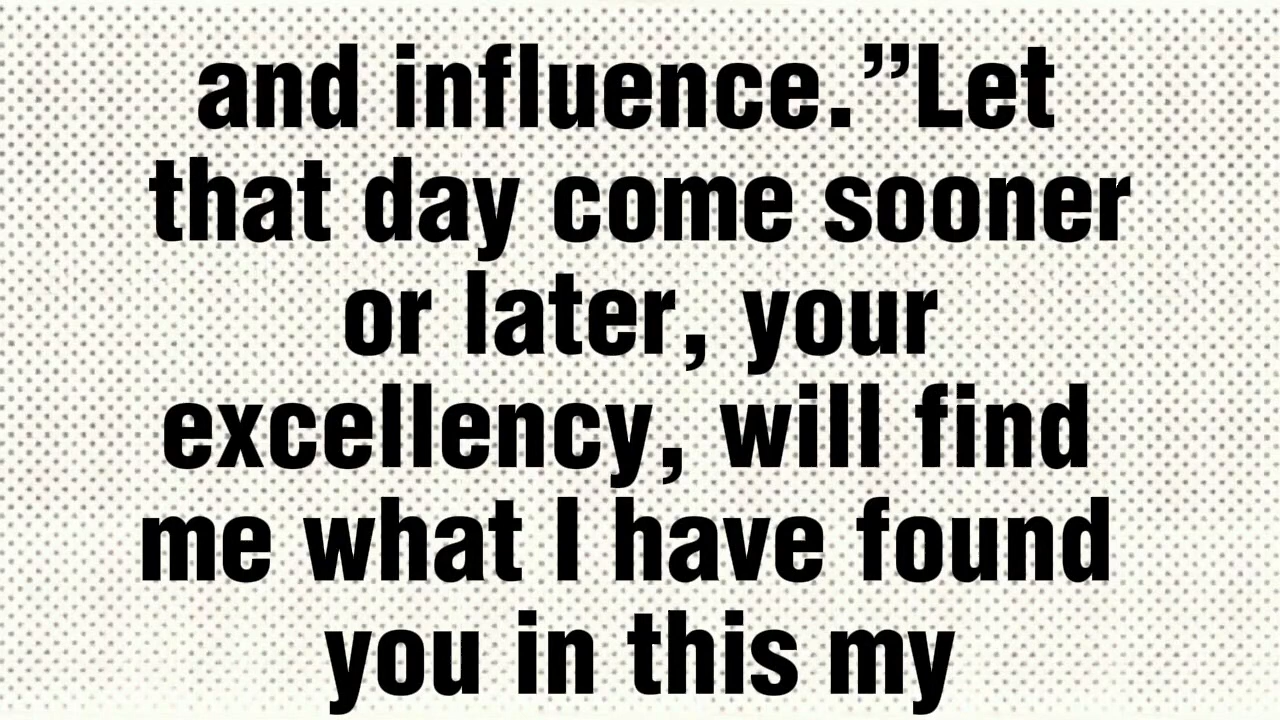 and influence.”Let
that day come sooner
or later, your
excellency, will find
me what I have found
you in this my